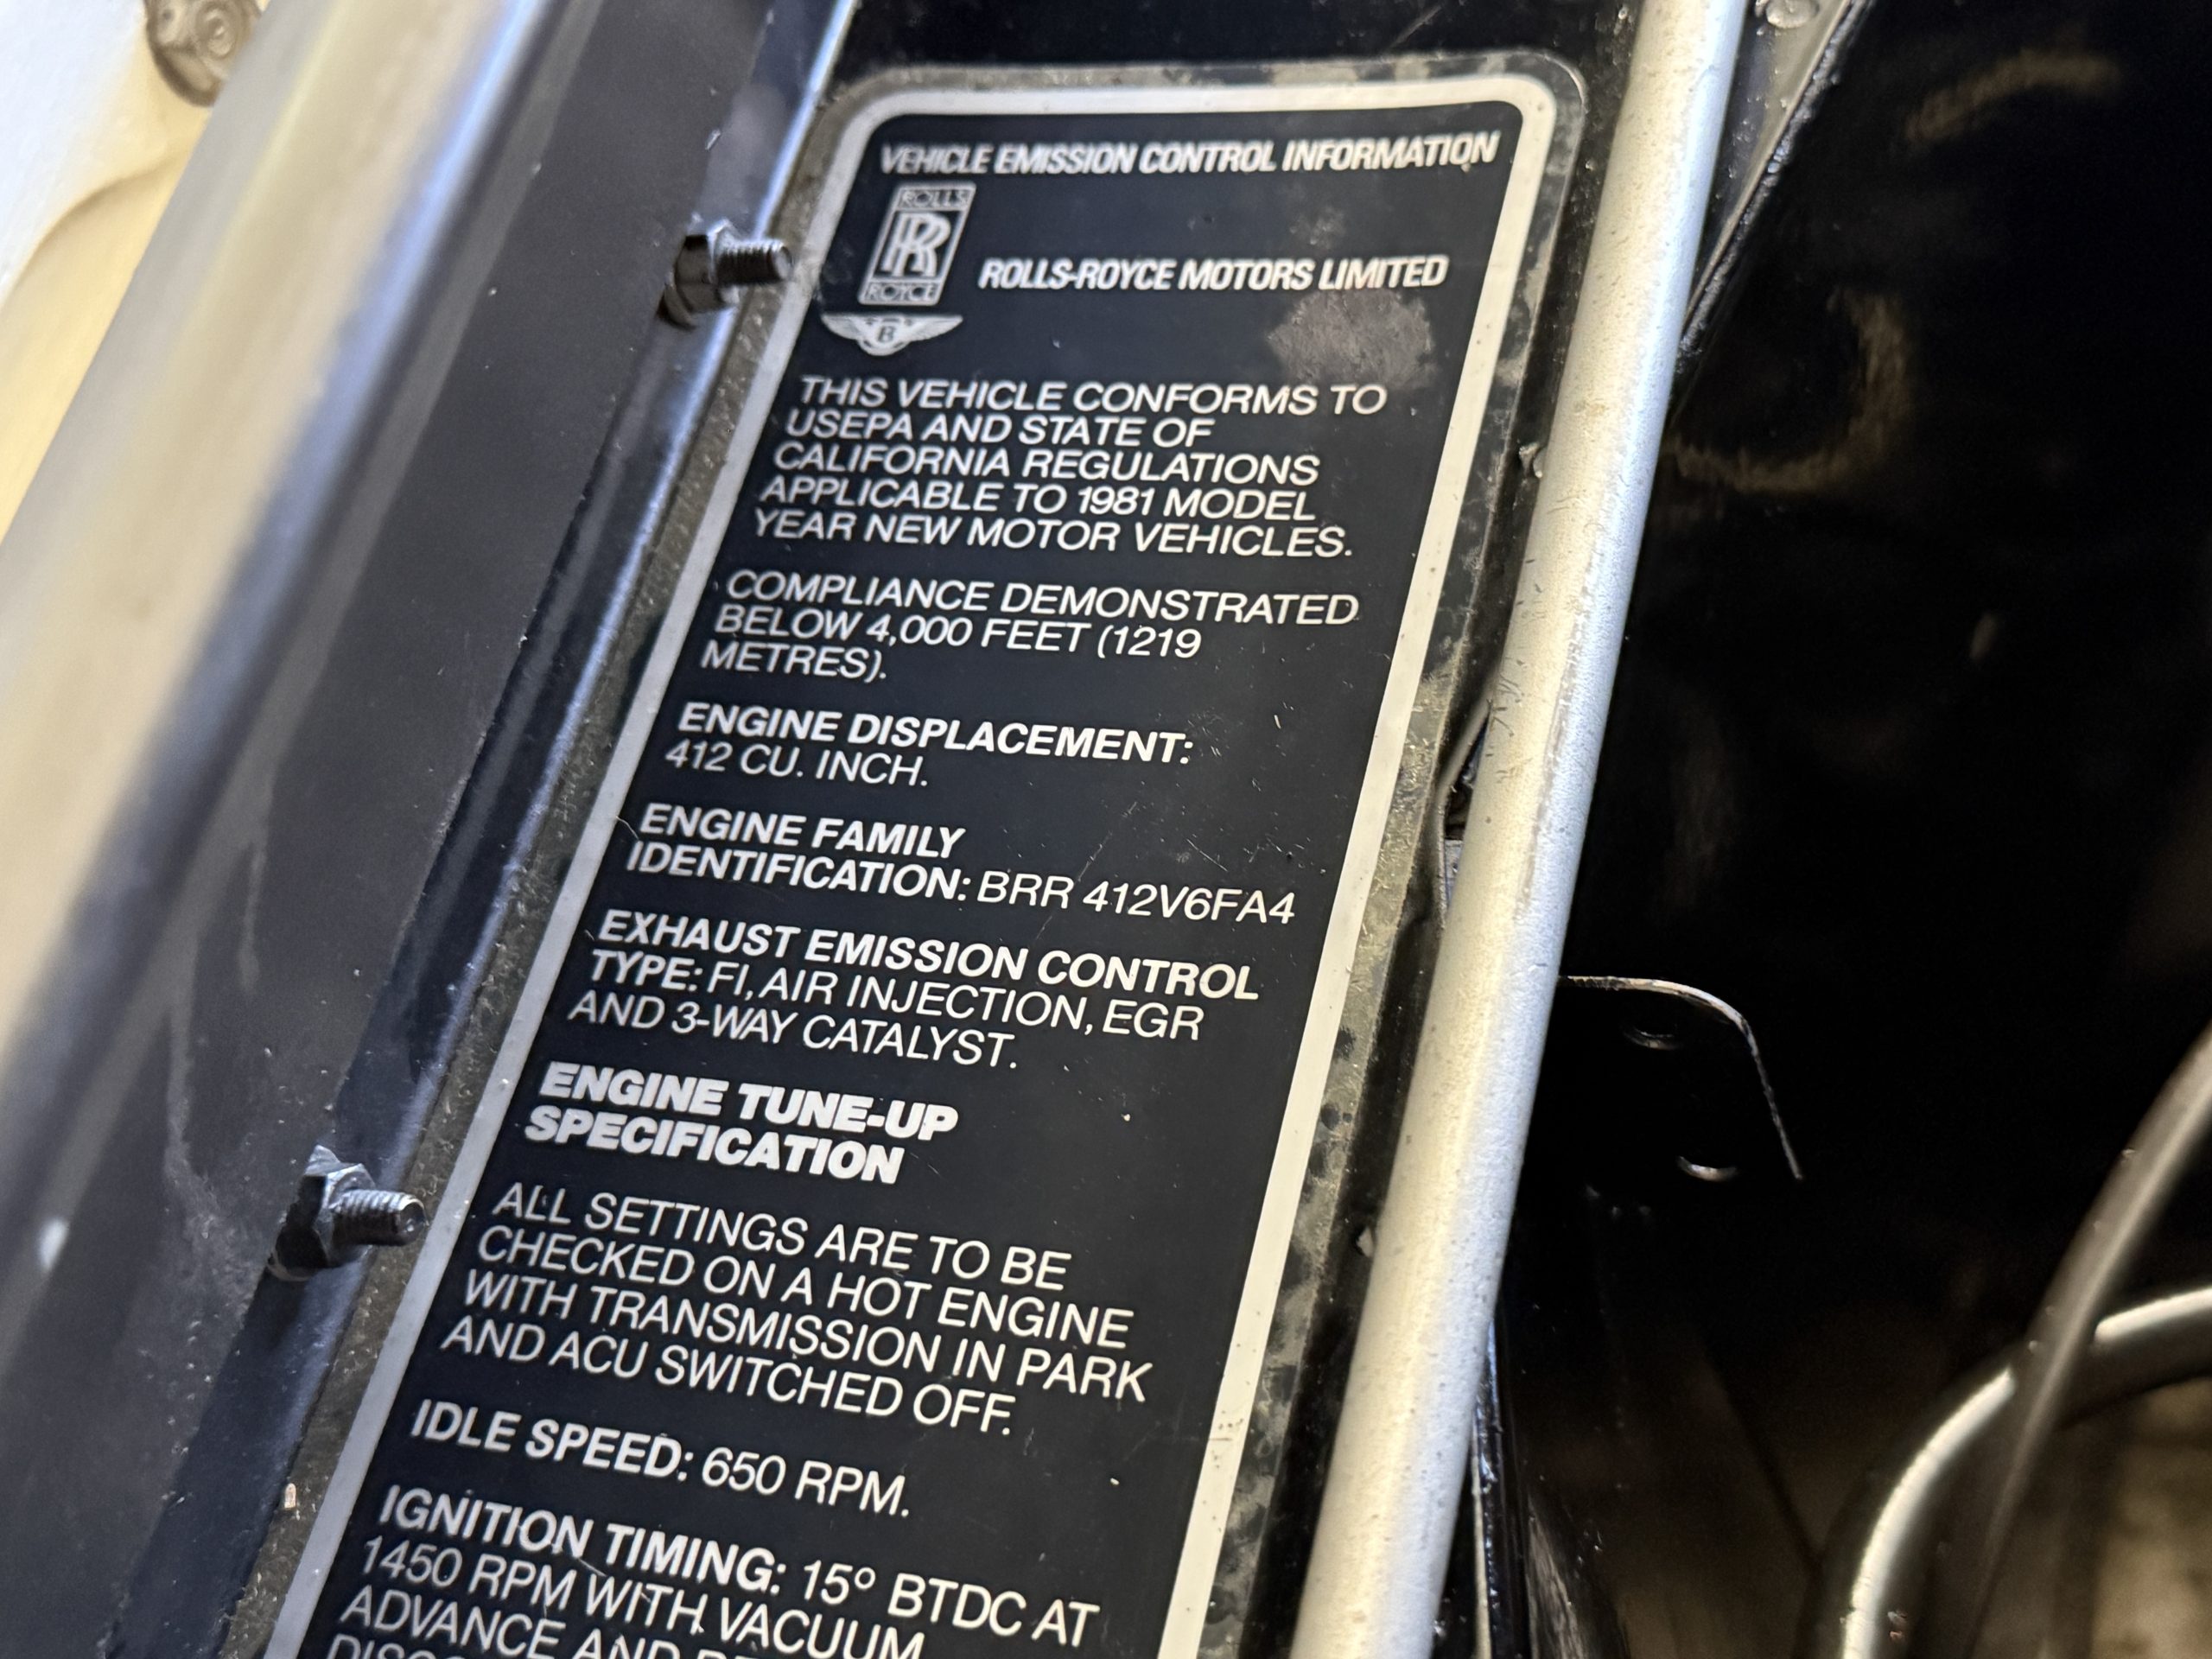 VEHICLE EMISSION CONTROL INFORMATION
ROLLS
RR
ROYCE
ROLLS-ROYCE MOTORS LIMITED
B
THIS VEHICLE CONFORMS TO
USEPA AND STATE OF
CALIFORNIA REGULATIONS
APPLICABLE TO 1981 MODEL
YEAR NEW MOTOR VEHICLES.
COMPLIANCE DEMONSTRATED
BELOW 4,000 FEET (1219
METRES).
ENGINE DISPLACEMENT:
412 CU. INCH.
ENGINE FAMILY
IDENTIFICATION: BRR 412V6FA4
EXHAUST EMISSION CONTROL
TYPE: FI, AIR INJECTION, EGR
AND 3-WAY CATALYST.
ENGINE TUNE-UP
SPECIFICATION
ALL SETTINGS ARE TO BE
CHECKED ON A HOT ENGINE
WITH TRANSMISSION IN PARK
AND ACU SWITCHED OFF.
IDLE SPEED: 650 RPM.
IGNITION TIMING: 15° BTDC AT
1450 RPM WITH VACUUM
ADVANCE AND